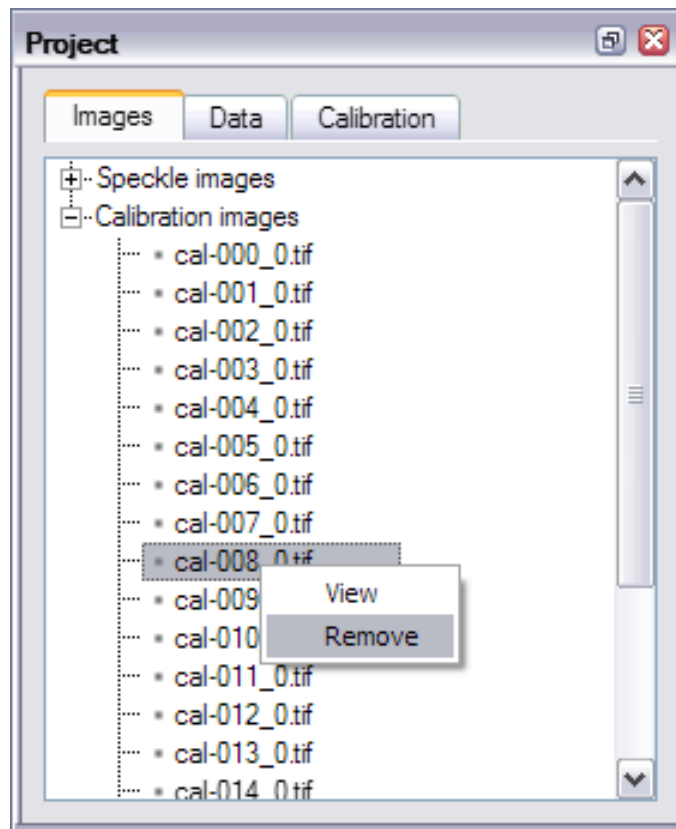 Project
Images Data Calibration
Speckle images
Calibration images
cal-000_0.tif
cal-001_0.tif
cal-002_0.tif
cal-003_0.tif
cal-004_0.tif
cal-005_0.tif
cal-006_0.tif
cal-007_0.tif
cal-008_0.tif
cal-009 View
cal-010 Remove
cal-011_0.tif
cal-012_0.tif
cal-013_0.tif
cal-014_0.tif